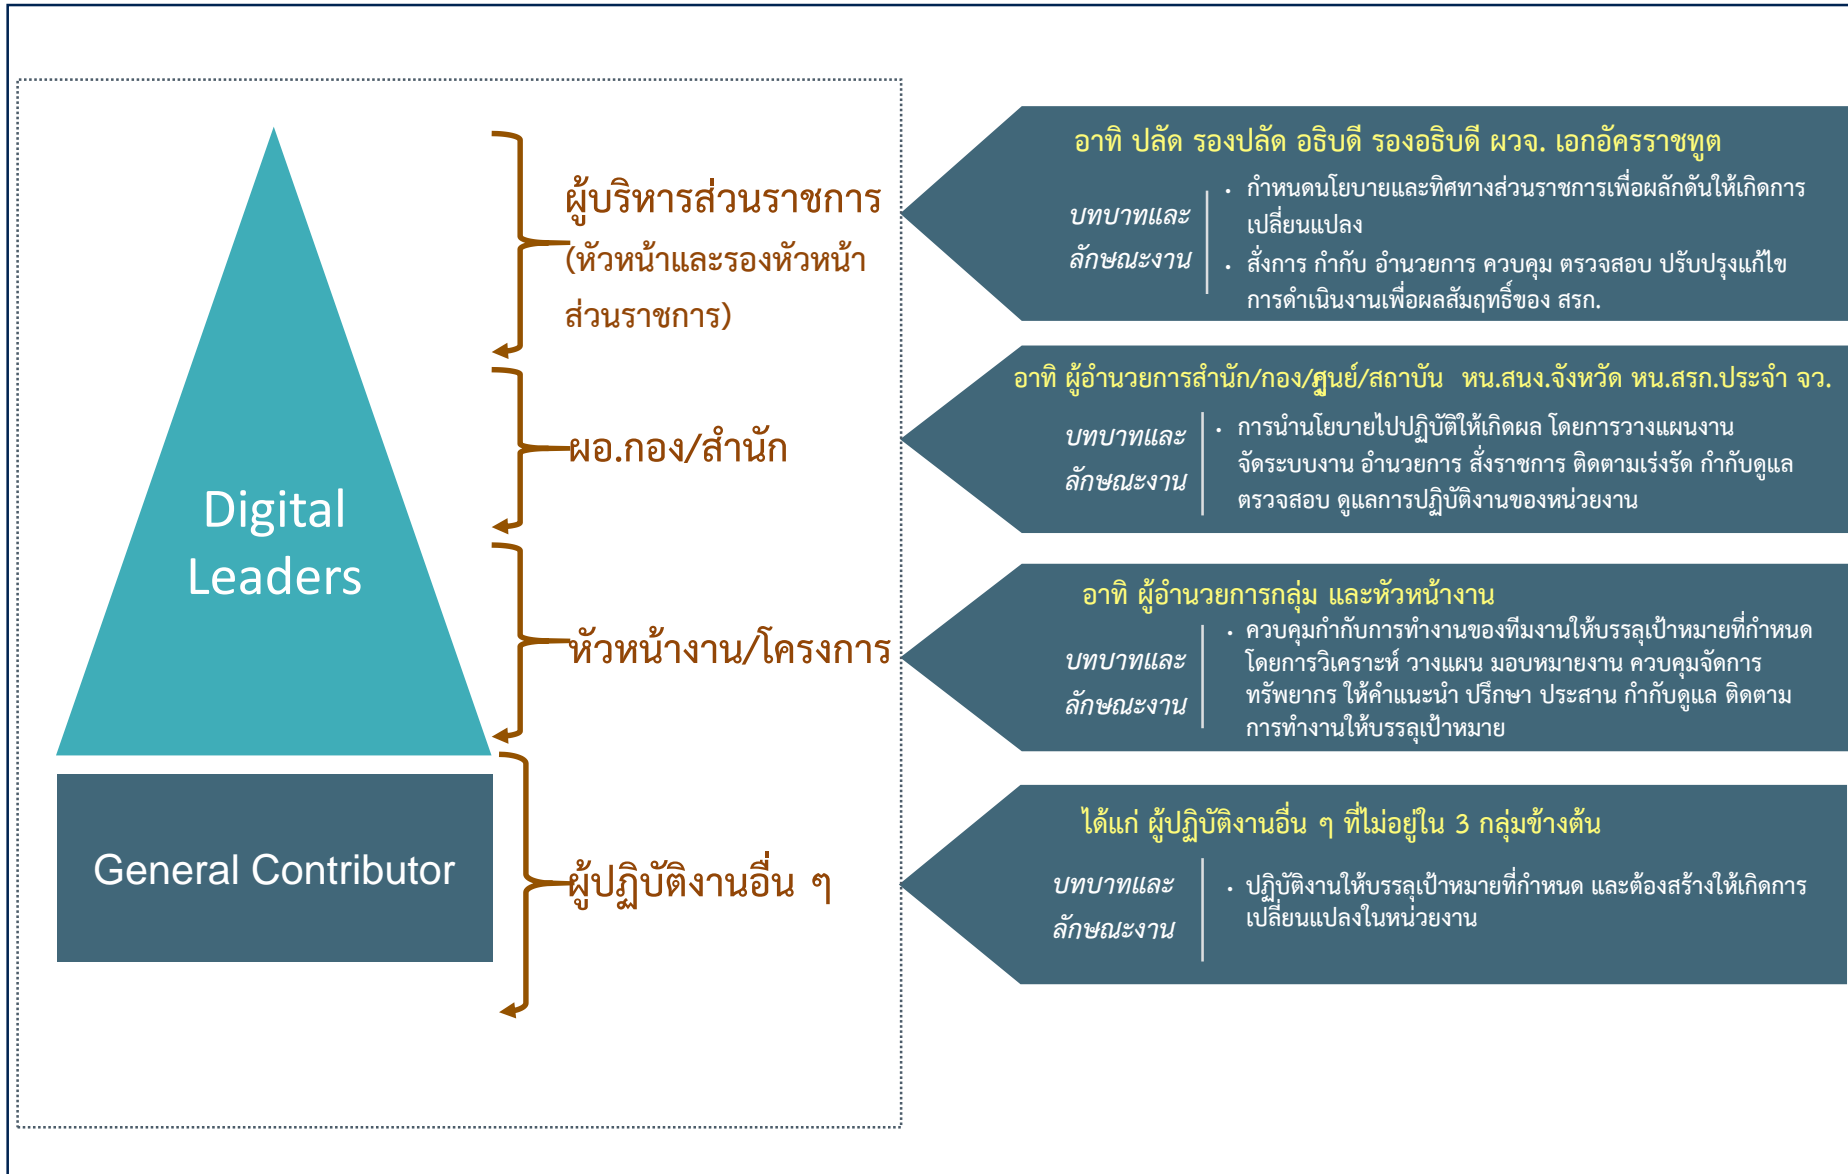 Digital
Leaders
General Contributor
ผู้บริหารส่วนราชการ
(หัวหน้าและรองหัวหน้า
ส่วนราชการ)
ผอ.กอง/สำนัก
หัวหน้างาน/โครงการ
ผู้ปฏิบัติงานอื่น ๆ
อาทิ ปลัด รองปลัด อธิบดี รองอธิบดี ผวจ. เอกอัครราชทูต
บทบาทและ
ลักษณะงาน
• กำหนดนโยบายและทิศทางส่วนราชการเพื่อผลักดันให้เกิดการ
เปลี่ยนแปลง
• สั่งการ กำกับ อำนวยการ ควบคุม ตรวจสอบ ปรับปรุงแก้ไข
การดำเนินงานเพื่อผลสัมฤทธิ์ของ สรก.
อาทิ ผู้อำนวยการสำนัก/กอง/ศูนย์/สถาบัน หน.สนง.จังหวัด หน.สรก.ประจำ จว.
บทบาทและ
ลักษณะงาน
• การนำนโยบายไปปฏิบัติให้เกิดผล โดยการวางแผนงาน
จัดระบบงาน อำนวยการ สั่งราชการ ติดตามเร่งรัด กำกับดูแล
ตรวจสอบ ดูแลการปฏิบัติงานของหน่วยงาน
อาทิ ผู้อำนวยการกลุ่ม และหัวหน้างาน
บทบาทและ
ลักษณะงาน
• ควบคุมกำกับการทำงานของทีมงานให้บรรลุเป้าหมายที่กำหนด
โดยการวิเคราะห์ วางแผน มอบหมายงาน ควบคุมจัดการ
ทรัพยากร ให้คำแนะนำ ปรึกษา ประสาน กำกับดูแล ติดตาม
การทำงานให้บรรลุเป้าหมาย
ได้แก่ ผู้ปฏิบัติงานอื่น ๆ ที่ไม่อยู่ใน 3 กลุ่มข้างต้น
บทบาทและ
ลักษณะงาน
• ปฏิบัติงานให้บรรลุเป้าหมายที่กำหนด และต้องสร้างให้เกิดการ
เปลี่ยนแปลงในหน่วยงาน